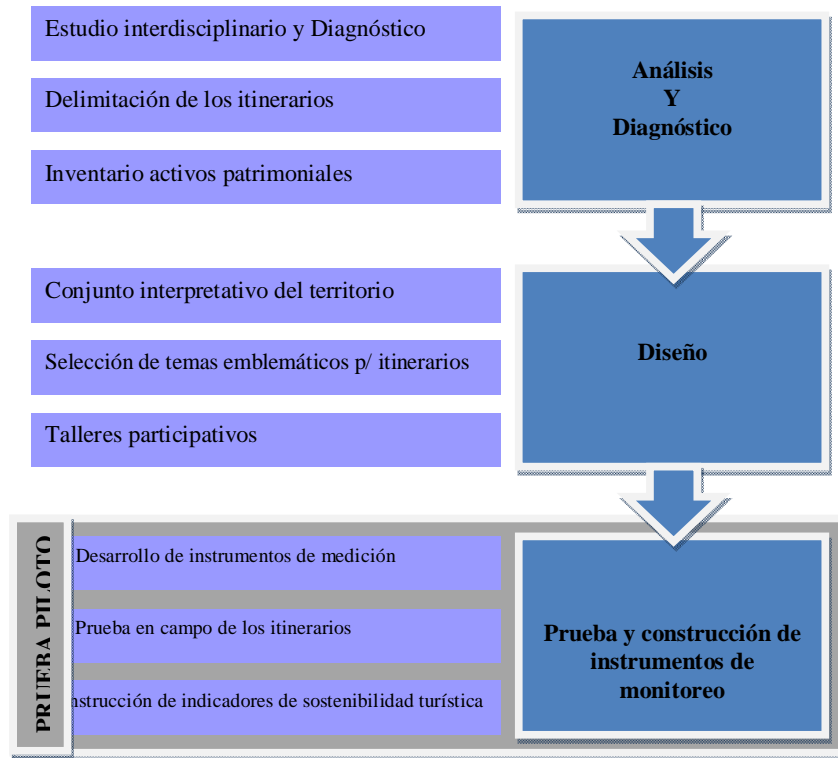 Estudio interdisciplinario y Diagnóstico
Delimitación de los itinerarios
Inventario activos patrimoniales
Análisis
Y
Diagnóstico
Conjunto interpretativo del territorio
Selección de temas emblemáticos p/ itinerarios
Talleres participativos
Diseño
PRUEBA PILOTO
Desarrollo de instrumentos de medición
Prueba en campo de los itinerarios
nstrucción de indicadores de sostenibilidad turística
Prueba y construcción de
instrumentos de
monitoreo